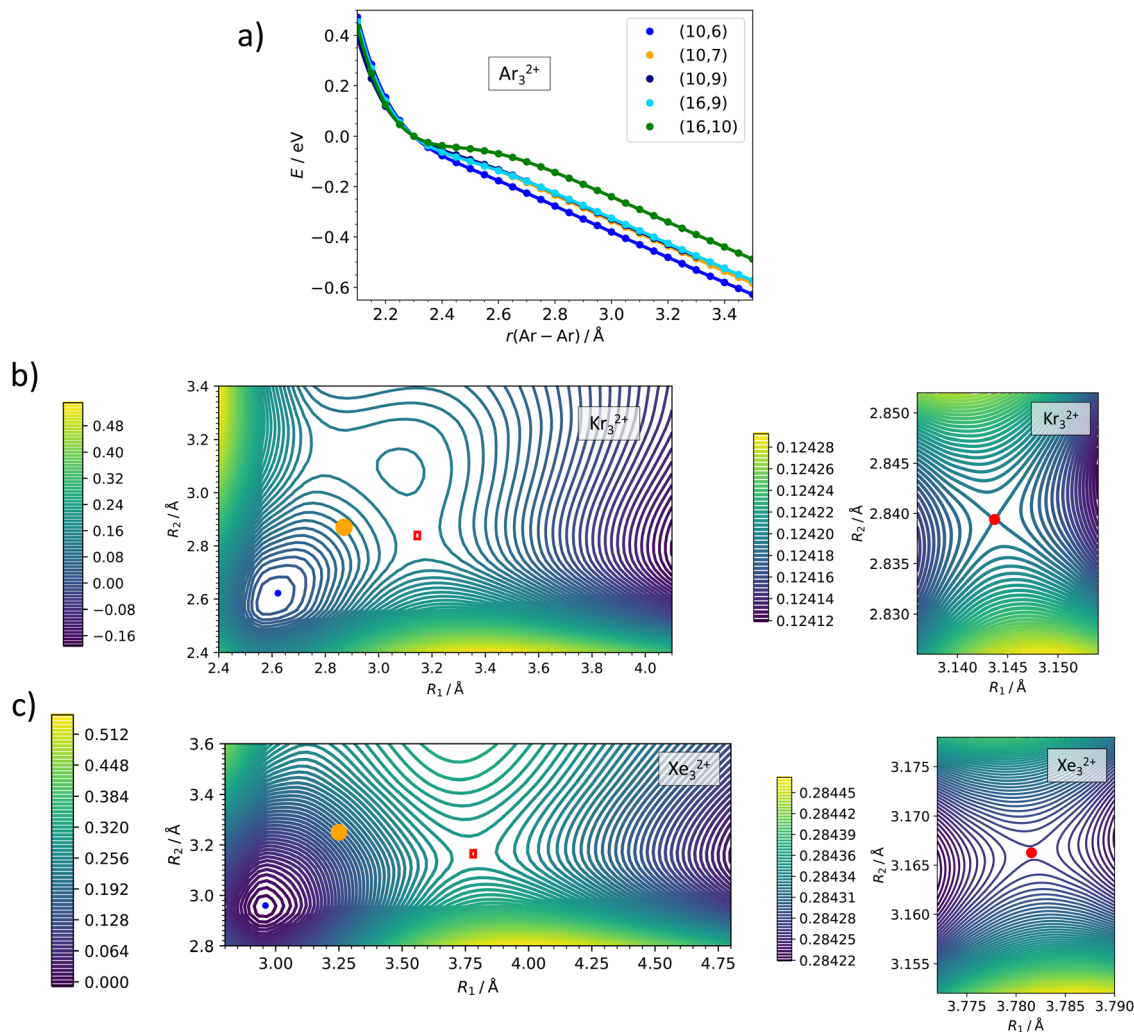 a)
Ar₃²⁺
(10,6)
(10,7)
(10,9)
(16,9)
(16,10)
0.4
0.2
0.0
−0.2
−0.4
−0.6
E / eV
2.2 2.4 2.6 2.8 3.0 3.2 3.4
r(Ar − Ar) / Å
b)
0.48
0.40
0.32
0.24
0.16
0.08
0.00
−0.08
−0.16
3.4
3.2
3.0
2.8
2.6
2.4
R₂ / Å
Kr₃²⁺
2.4 2.6 2.8 3.0 3.2 3.4 3.6 3.8 4.0
R₁ / Å
0.12428
0.12426
0.12424
0.12422
0.12420
0.12418
0.12416
0.12414
0.12412
2.850
2.845
2.840
2.835
2.830
R₂ / Å
Kr₃²⁺
3.140 3.145 3.150
R₁ / Å
c)
0.512
0.448
0.384
0.320
0.256
0.192
0.128
0.064
0.000
3.6
3.4
3.2
3.0
2.8
R₂ / Å
Xe₃²⁺
3.00 3.25 3.50 3.75 4.00 4.25 4.50 4.75
R₁ / Å
0.28445
0.28442
0.28439
0.28436
0.28434
0.28431
0.28428
0.28425
0.28422
3.175
3.170
3.165
3.160
3.155
R₂ / Å
Xe₃²⁺
3.775 3.780 3.785 3.790
R₁ / Å